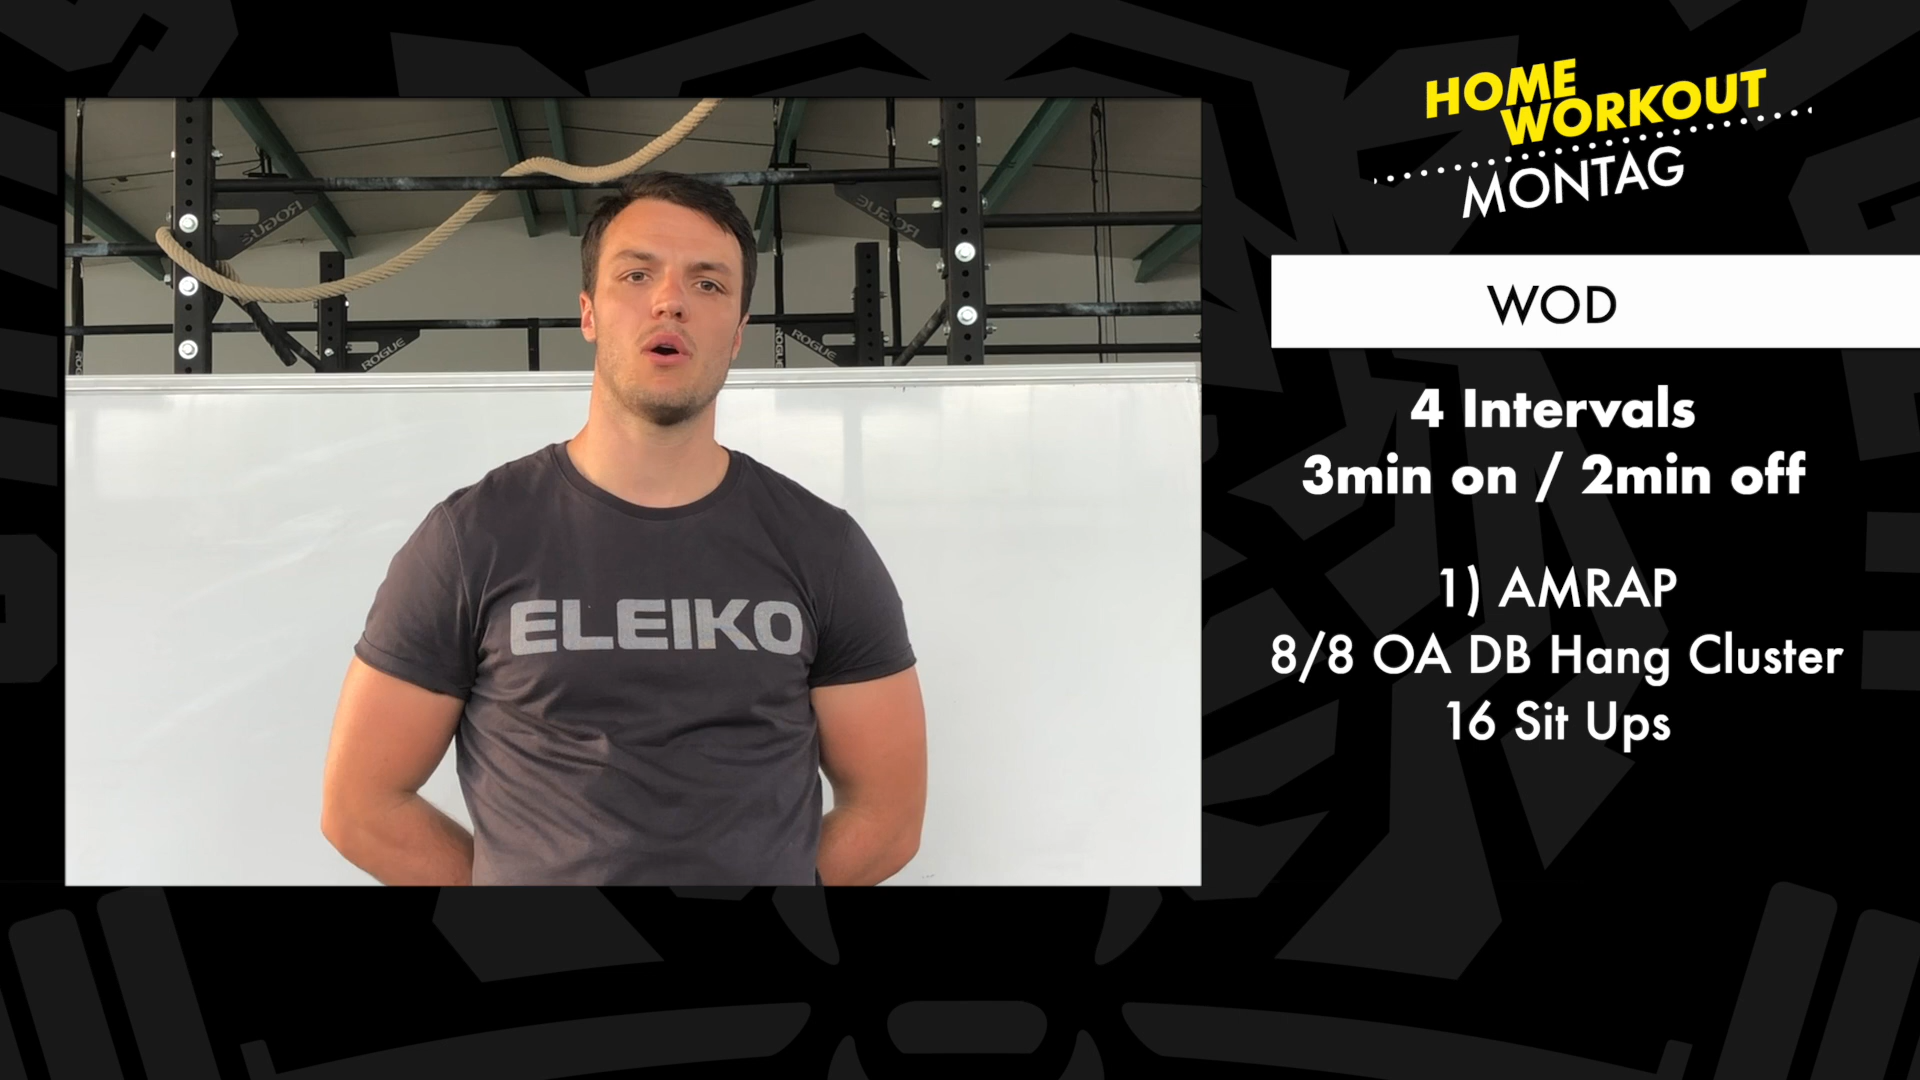 HOME
WORKOUT
MONTAG
WOD
4 Intervals
3min on / 2min off
1) AMRAP
8/8 OA DB Hang Cluster
16 Sit Ups
ROGUE
ROGUE
ROGUE
ROGUE
ROGUE
ELEIKO